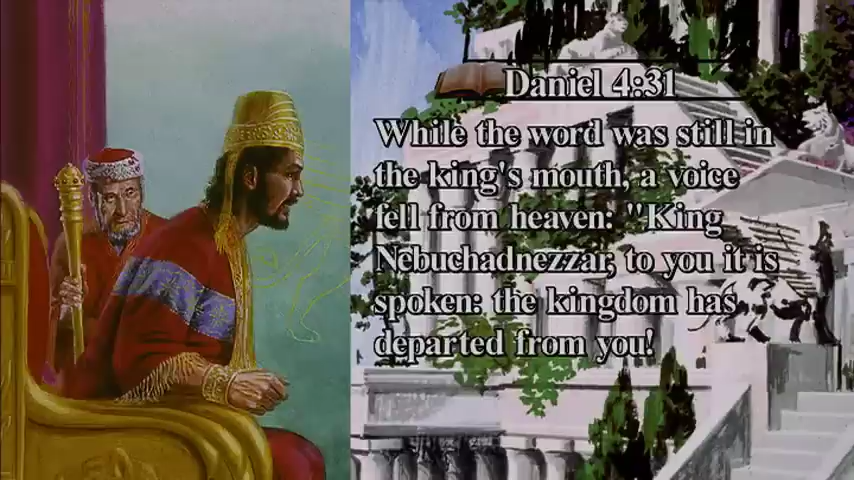 Daniel 4:31
While the word was still in
the king's mouth, a voice
fell from heaven: "King
Nebuchadnezzar, to you it is
spoken: the kingdom has
departed from you!